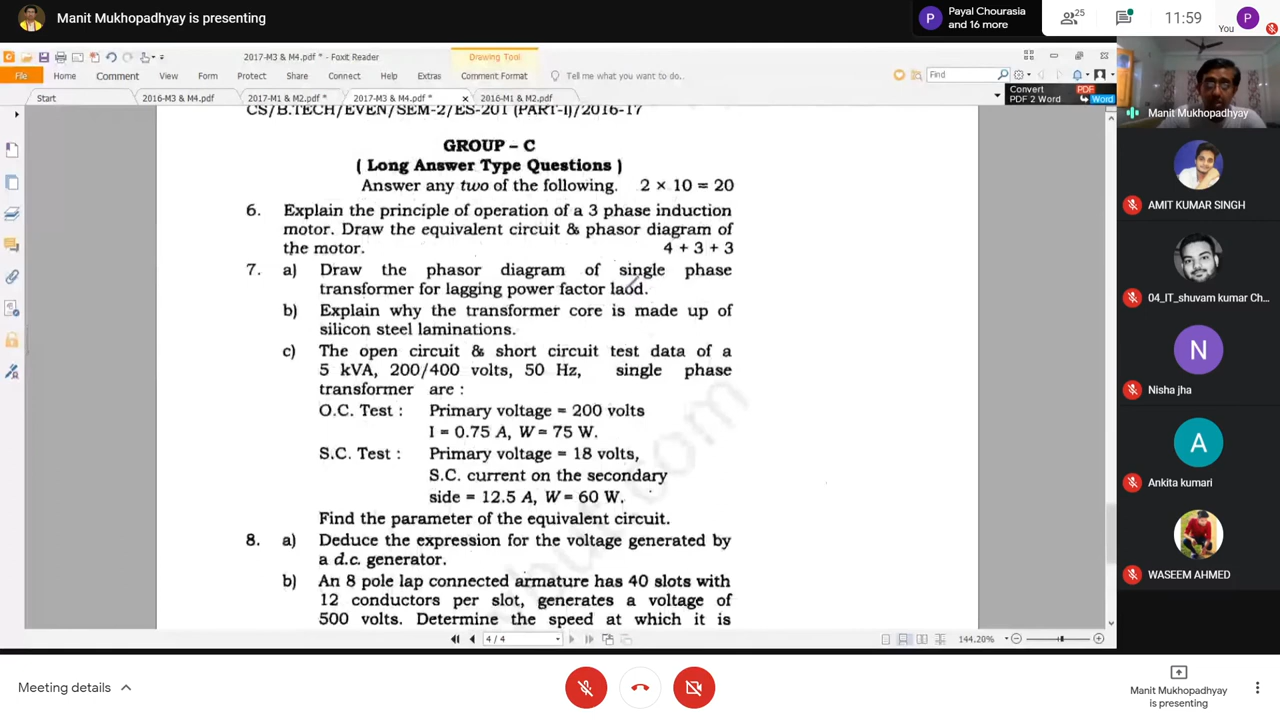 Manit Mukhopadhyay is presenting
P
Payal Chourasia
and 16 more
25
11:59
You
P
2017-M3 & M4.pdf * - Foxit Reader
Drawing Tool
File
Home
Comment
View
Form
Protect
Share
Connect
Help
Extras
Comment Format
Tell me what you want to do..
Find
Start
2016-M3 & M4.pdf
2017-M1 & M2.pdf *
2017-M3 & M4.pdf *
2016-M1 & M2.pdf
Convert
PDF 2 Word
PDF
Word
CS/B.TECH/EVEN/SEM-2/ES-201 (PART-I)/2016-17
GROUP – C
( Long Answer Type Questions )
Answer any two of the following. 2 × 10 = 20
6. Explain the principle of operation of a 3 phase induction
motor. Draw the equivalent circuit & phasor diagram of
the motor. 4 + 3 + 3
7. a) Draw the phasor diagram of single phase
transformer for lagging power factor laod.
b) Explain why the transformer core is made up of
silicon steel laminations.
c) The open circuit & short circuit test data of a
5 kVA, 200/400 volts, 50 Hz, single phase
transformer are :
O.C. Test : Primary voltage = 200 volts
I = 0.75 A, W = 75 W.
S.C. Test : Primary voltage = 18 volts,
S.C. current on the secondary
side = 12.5 A, W = 60 W.
Find the parameter of the equivalent circuit.
8. a) Deduce the expression for the voltage generated by
a d.c. generator.
b) An 8 pole lap connected armature has 40 slots with
12 conductors per slot, generates a voltage of
500 volts. Determine the speed at which it is
4 / 4
144.20%
Manit Mukhopadhyay
AMIT KUMAR SINGH
04_IT_shuvam kumar Ch...
N
Nisha jha
A
Ankita kumari
WASEEM AHMED
Meeting details
Manit Mukhopadhyay
is presenting